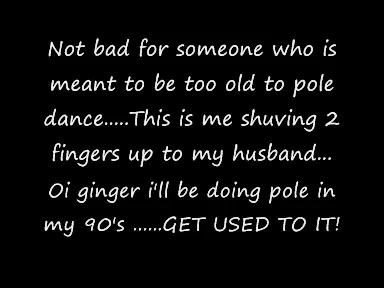 Not bad for someone who is
meant to be too old to pole
dance.....This is me shuving 2
fingers up to my husband...
Oi ginger i'll be doing pole in
my 90's ......GET USED TO IT!